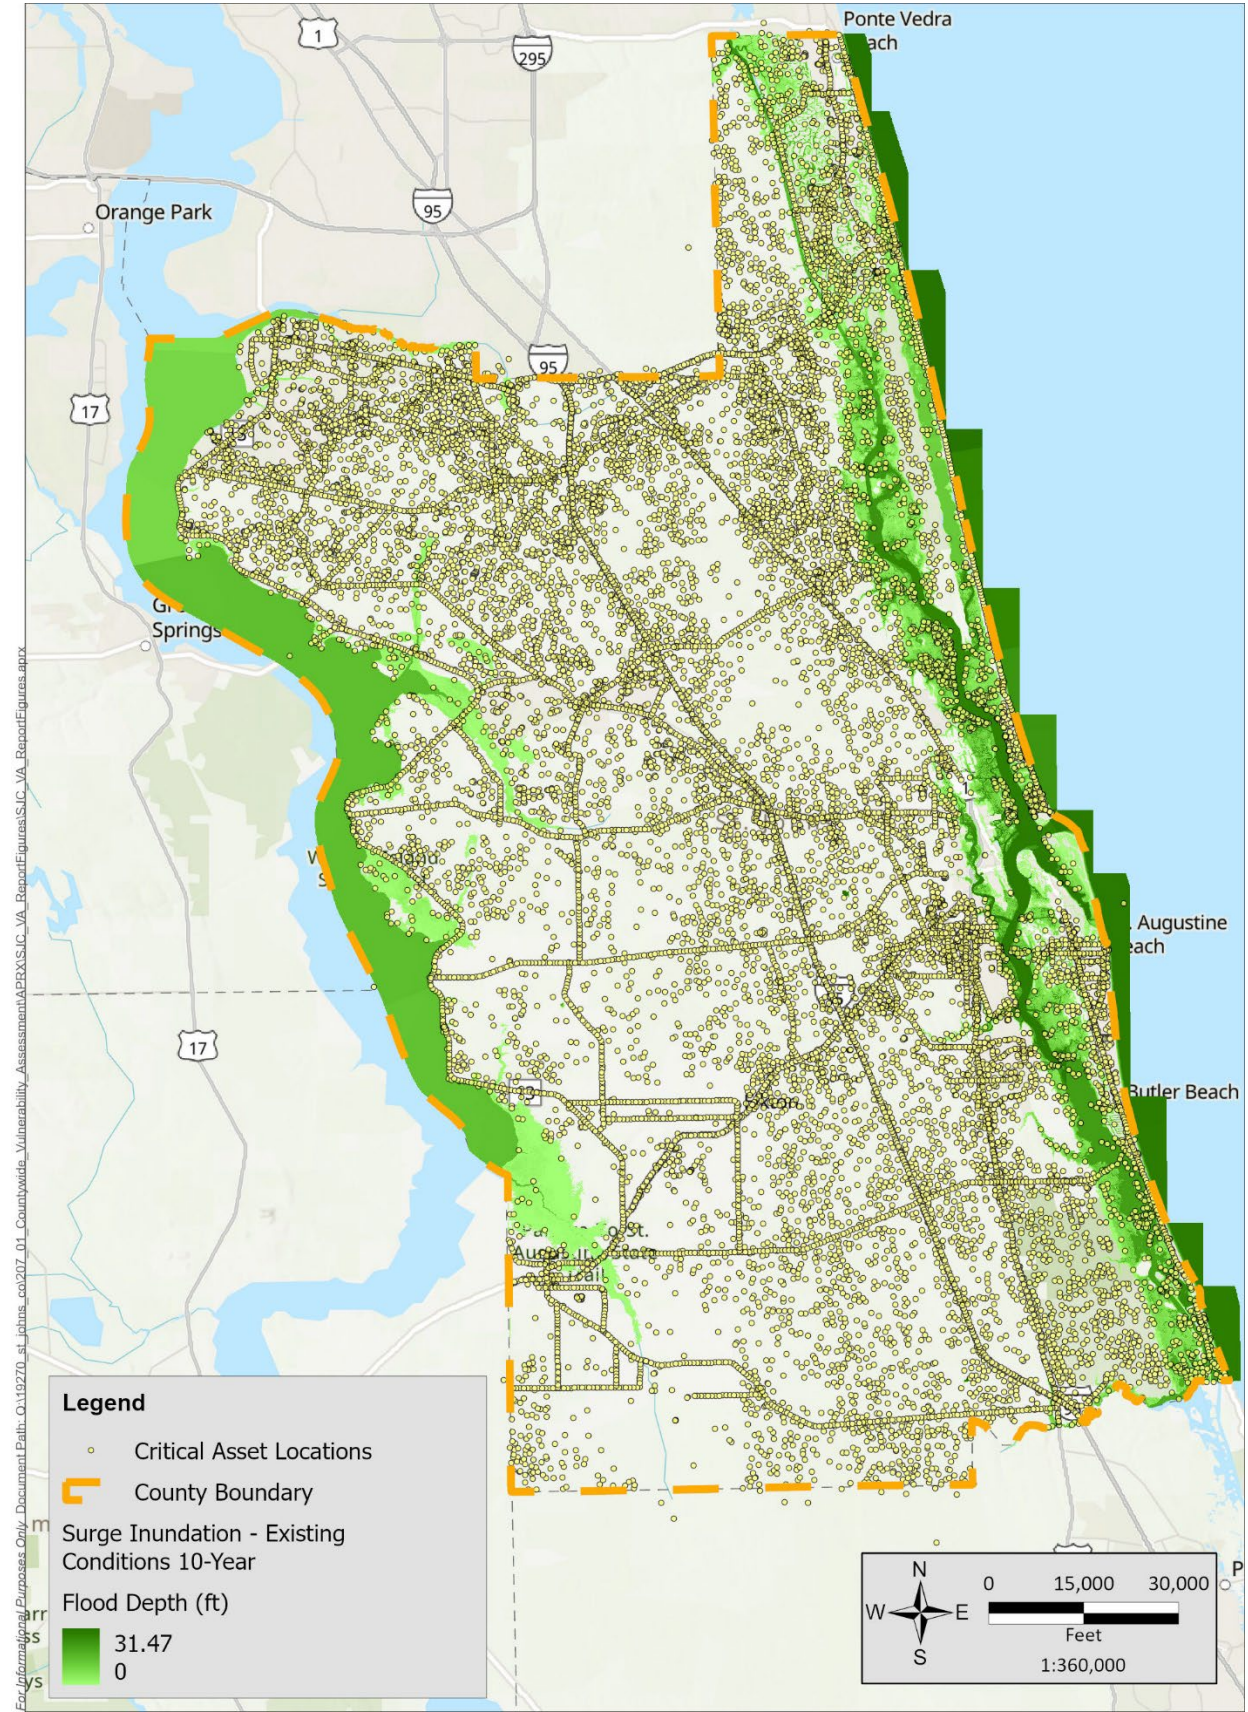 Ponte Vedra
ach
1
295
95
Orange Park
95
17
Springs
. Augustine
each
17
Butler Beach
Legend
Critical Asset Locations
County Boundary
Surge Inundation - Existing
Conditions 10-Year
Flood Depth (ft)
31.47
0
N
W
E
S
0
15,000
30,000
Feet
1:360,000
P
For Informational Purposes Only